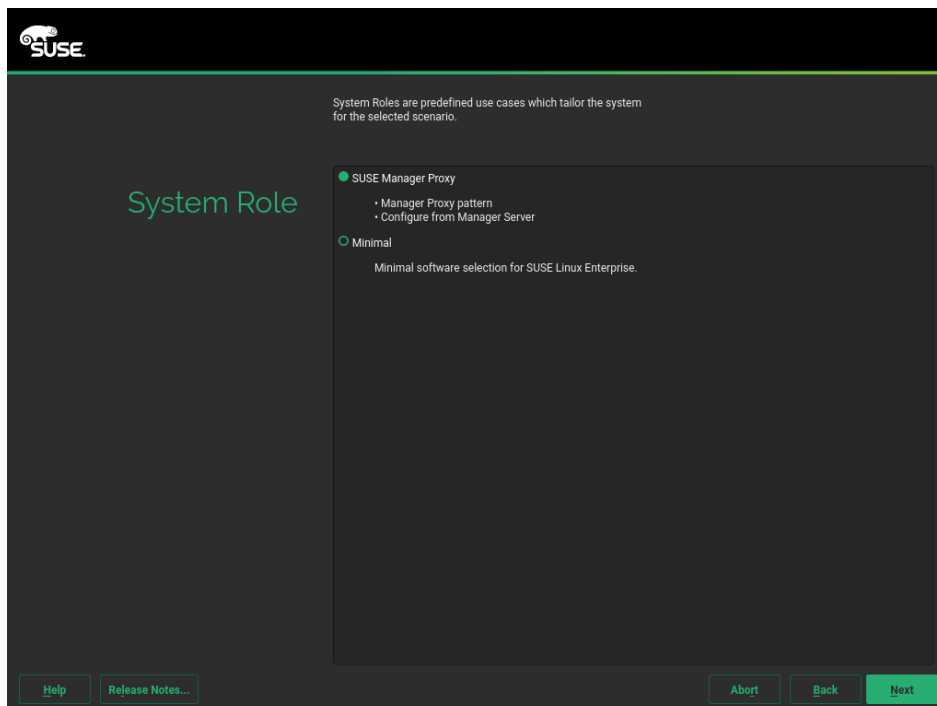 SUSE.
System Roles are predefined use cases which tailor the system
for the selected scenario.
System Role
SUSE Manager Proxy
• Manager Proxy pattern
• Configure from Manager Server
Minimal
Minimal software selection for SUSE Linux Enterprise.
Help
Release Notes...
Abort
Back
Next